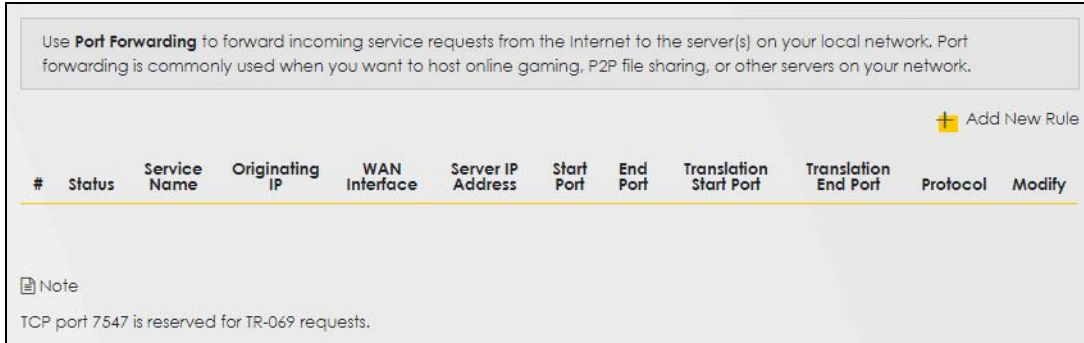 Use Port Forwarding to forward incoming service requests from the Internet to the server(s) on your local network. Port
forwarding is commonly used when you want to host online gaming, P2P file sharing, or other servers on your network.
Add New Rule
# Status Service Name Originating IP WAN Interface Server IP Address Start Port End Port Translation Start Port Translation End Port Protocol Modify
Note
TCP port 7547 is reserved for TR-069 requests.